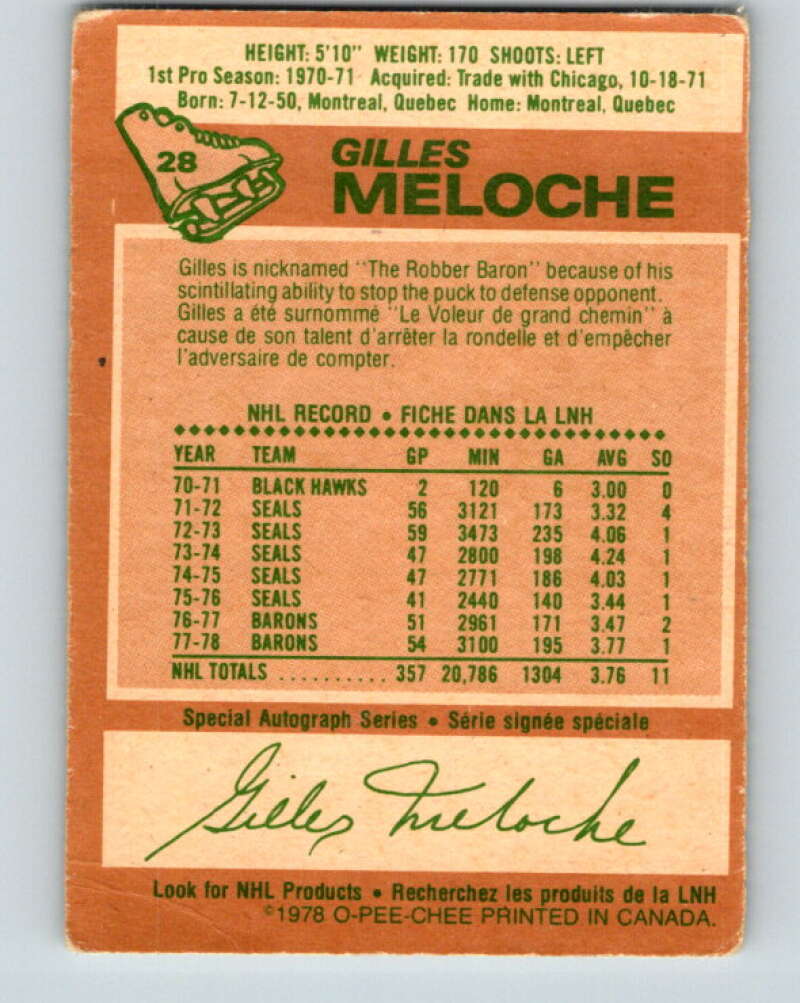 HEIGHT: 5'10" WEIGHT: 170 SHOOTS: LEFT
1st Pro Season: 1970-71 Acquired: Trade with Chicago, 10-18-71
Born: 7-12-50, Montreal, Quebec Home: Montreal, Quebec
28
GILLES
MELOCHE
Gilles is nicknamed "The Robber Baron" because of his
scintillating ability to stop the puck to defense opponent.
Gilles a été surnommé "Le Voleur de grand chemin" à
cause de son talent d'arrêter la rondelle et d'empêcher
l'adversaire de compter.
NHL RECORD • FICHE DANS LA LNH
YEAR TEAM GP MIN GA AVG SO
70-71 BLACK HAWKS 2 120 6 3.00 0
71-72 SEALS 56 3121 173 3.32 4
72-73 SEALS 59 3473 235 4.06 1
73-74 SEALS 47 2800 198 4.24 1
74-75 SEALS 47 2771 186 4.03 1
75-76 SEALS 41 2440 140 3.44 1
76-77 BARONS 51 2961 171 3.47 2
77-78 BARONS 54 3100 195 3.77 1
NHL TOTALS .......... 357 20,786 1304 3.76 11
Special Autograph Series • Série signée spéciale
Gilles Meloche
Look for NHL Products • Recherchez les produits de la LNH
©1978 O-PEE-CHEE PRINTED IN CANADA.